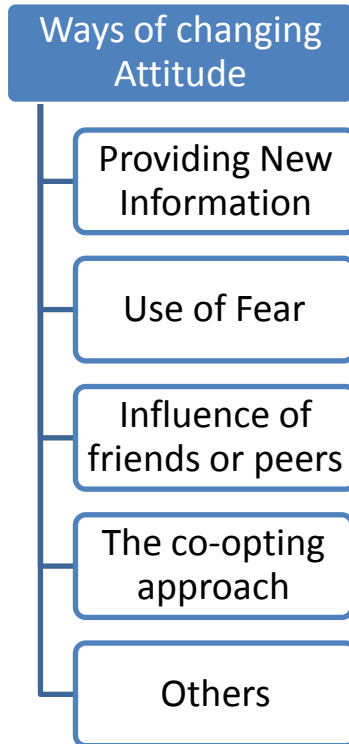 Ways of changing
Attitude
Providing New
Information
Use of Fear
Influence of
friends or peers
The co-opting
approach
Others